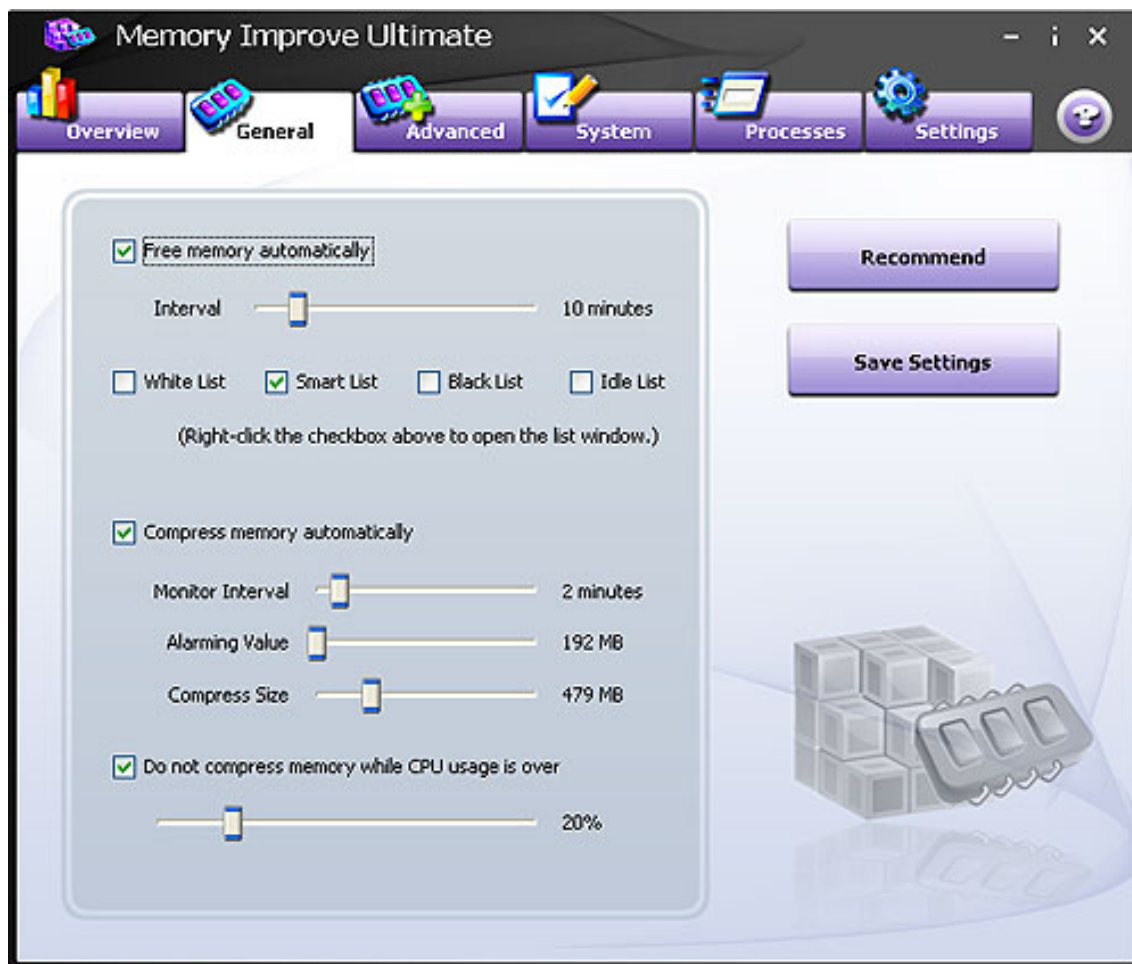 Memory Improve Ultimate
Overview General Advanced System Processes Settings
Free memory automatically
Interval 10 minutes
White List Smart List Black List Idle List
(Right-click the checkbox above to open the list window.)
Compress memory automatically
Monitor Interval 2 minutes
Alarming Value 192 MB
Compress Size 479 MB
Do not compress memory while CPU usage is over
20%
Recommend
Save Settings